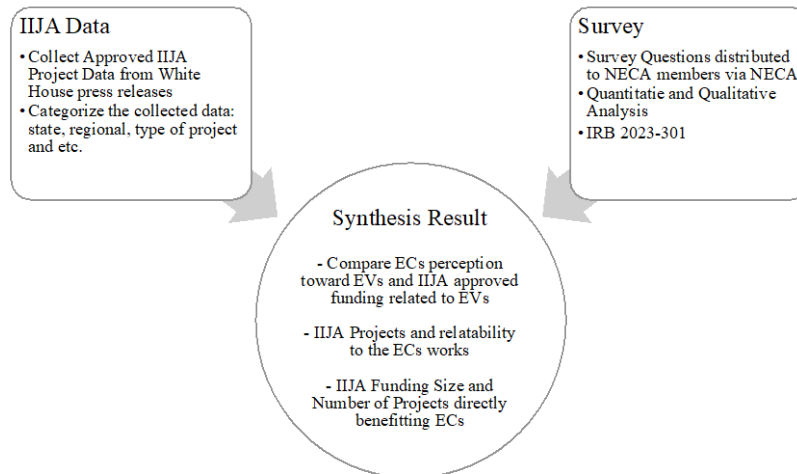 IIJA Data
• Collect Approved IIJA
Project Data from White
House press releases
• Categorize the collected data:
state, regional, type of project
and etc.
Survey
• Survey Questions distributed
to NECA members via NECA
• Quantitatie and Qualitative
Analysis
• IRB 2023-301
Synthesis Result
- Compare ECs perception
toward EVs and IIJA approved
funding related to EVs
- IIJA Projects and relatability
to the ECs works
- IIJA Funding Size and
Number of Projects directly
benefitting ECs